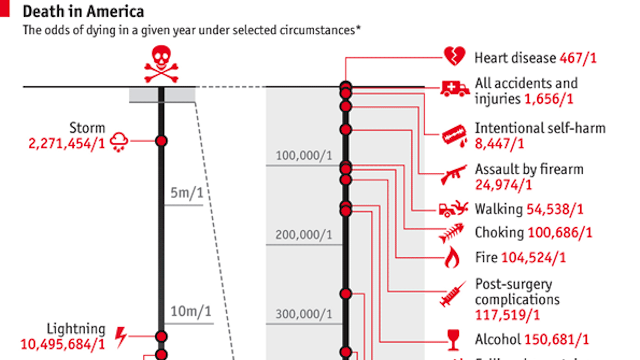 Death in America
The odds of dying in a given year under selected circumstances*
Heart disease 467/1
All accidents and
injuries 1,656/1
Storm
2,271,454/1
Intentional self-harm
8,447/1
100,000/1
Assault by firearm
24,974/1
5m/1
Walking 54,538/1
Choking 100,686/1
200,000/1
Fire 104,524/1
Post-surgery
complications
117,519/1
10m/1
300,000/1
Lightning
10,495,684/1
Alcohol 150,681/1